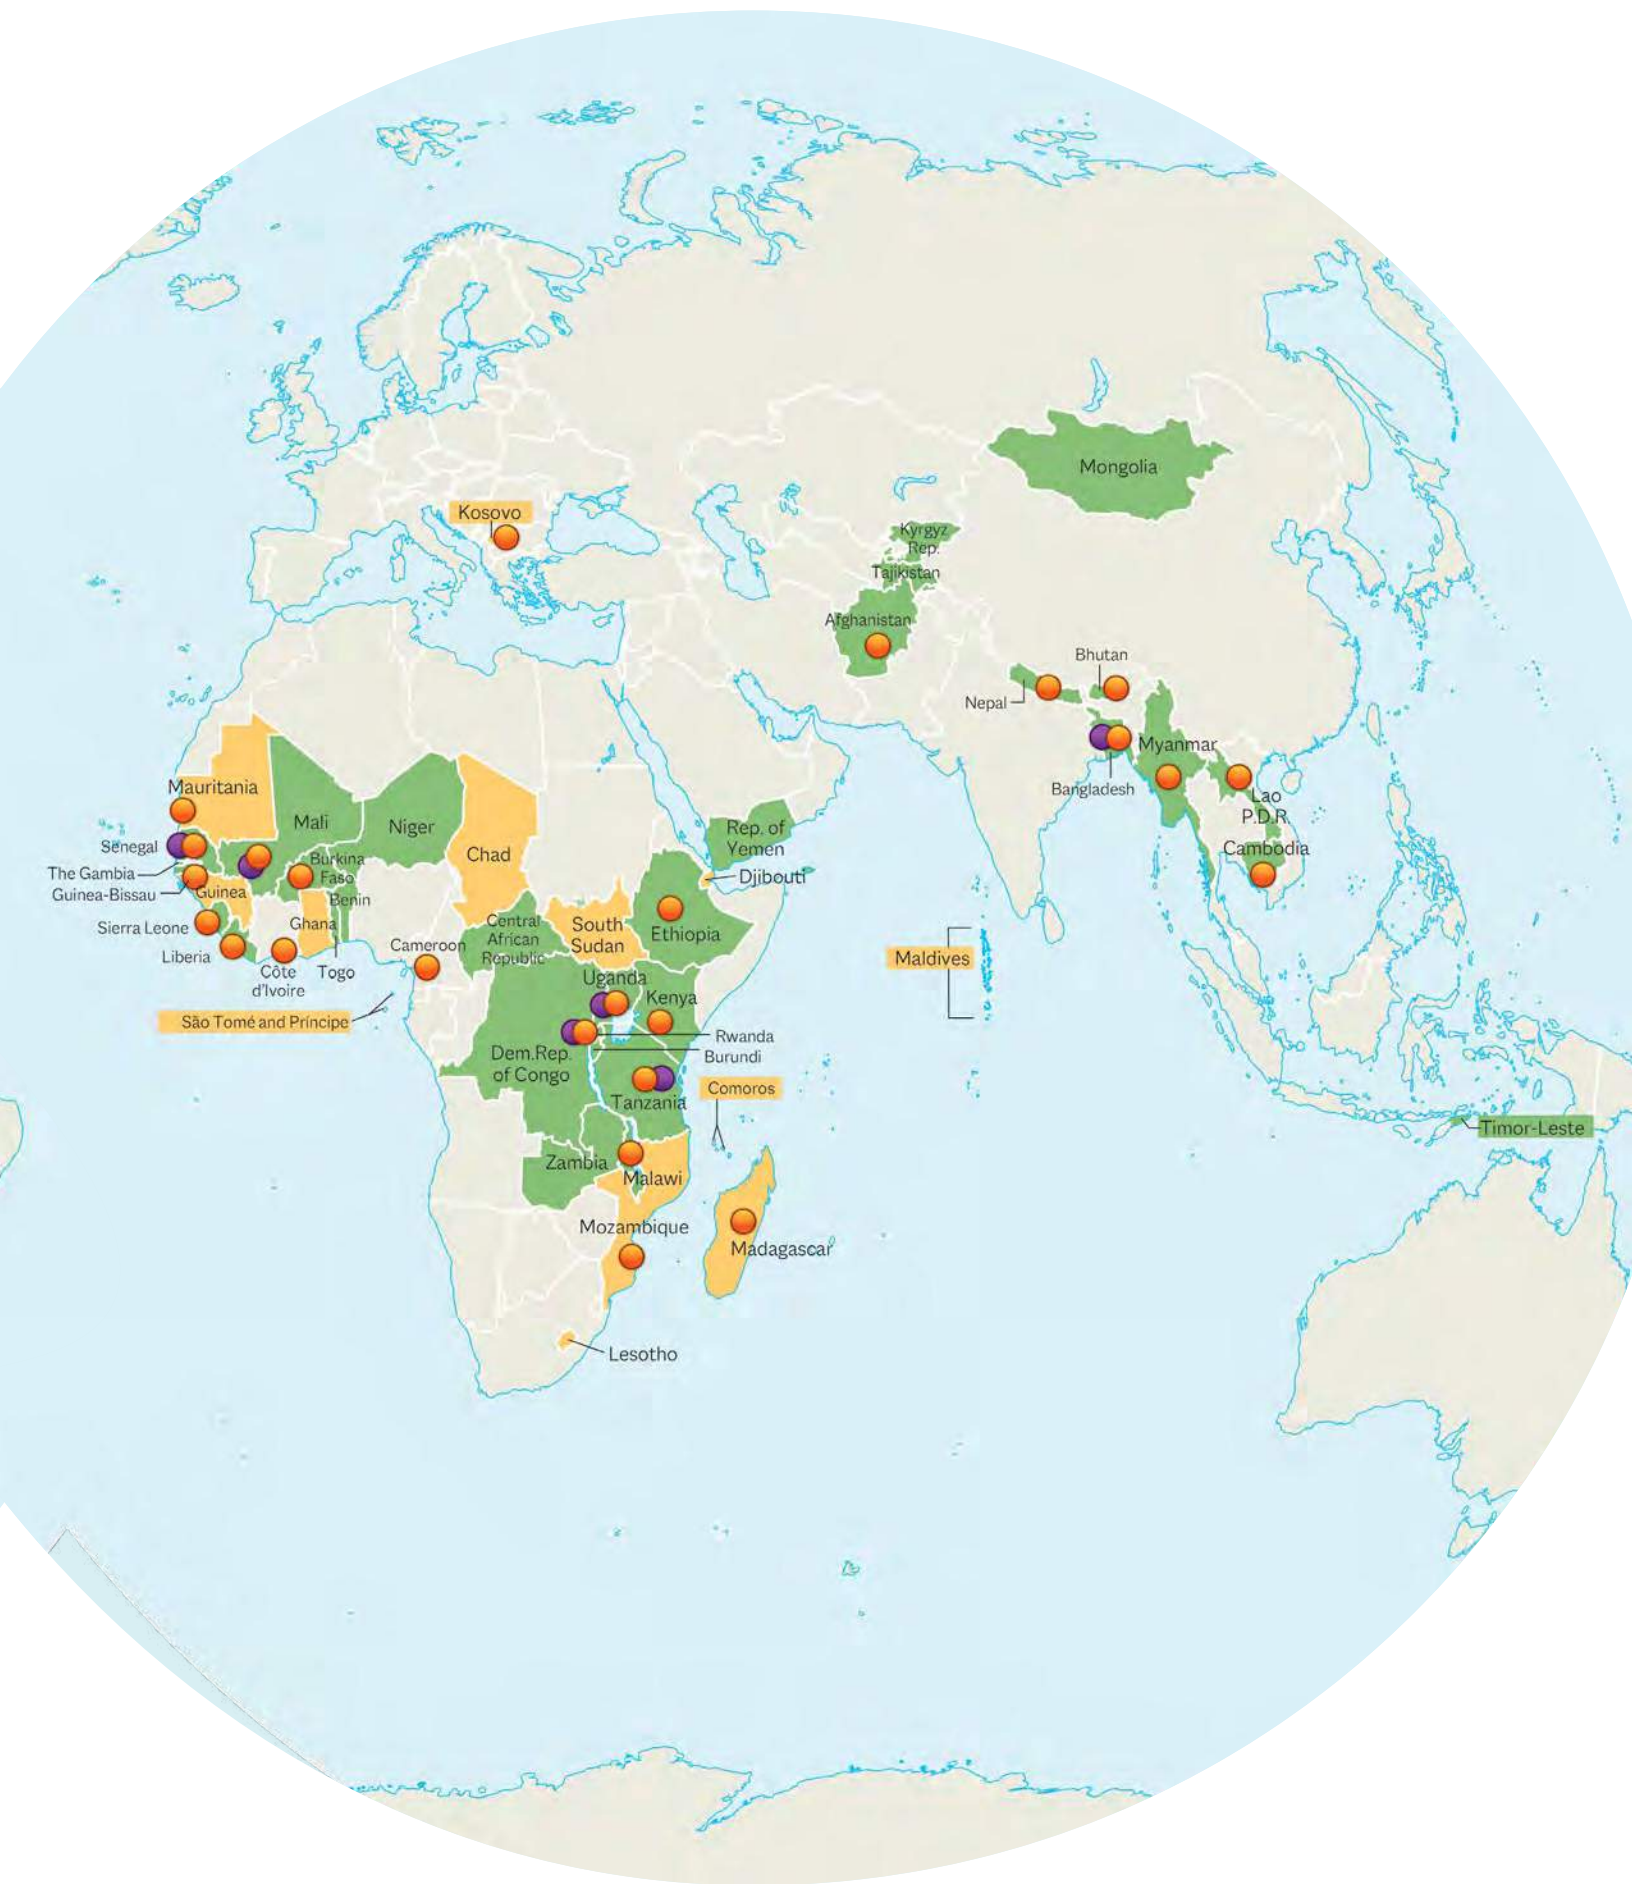 Mongolia
Kosovo
Kyrgyz
Rep.
Tajikistan
Afghanistan
Bhutan
Nepal
Myanmar
Bangladesh
Lao
P.D.R.
Cambodia
Mauritania
Mali
Niger
Chad
Rep. of
Yemen
Djibouti
Senegal
The Gambia
Guinea-Bissau
Guinea
Burkina
Faso
Benin
Ghana
Sierra Leone
Liberia
Côte
d'Ivoire
Togo
Cameroon
Central
African
Republic
South
Sudan
Ethiopia
Maldives
São Tomé and Príncipe
Uganda
Kenya
Rwanda
Burundi
Dem.Rep.
of Congo
Tanzania
Comoros
Timor-Leste
Zambia
Malawi
Mozambique
Madagascar
Lesotho